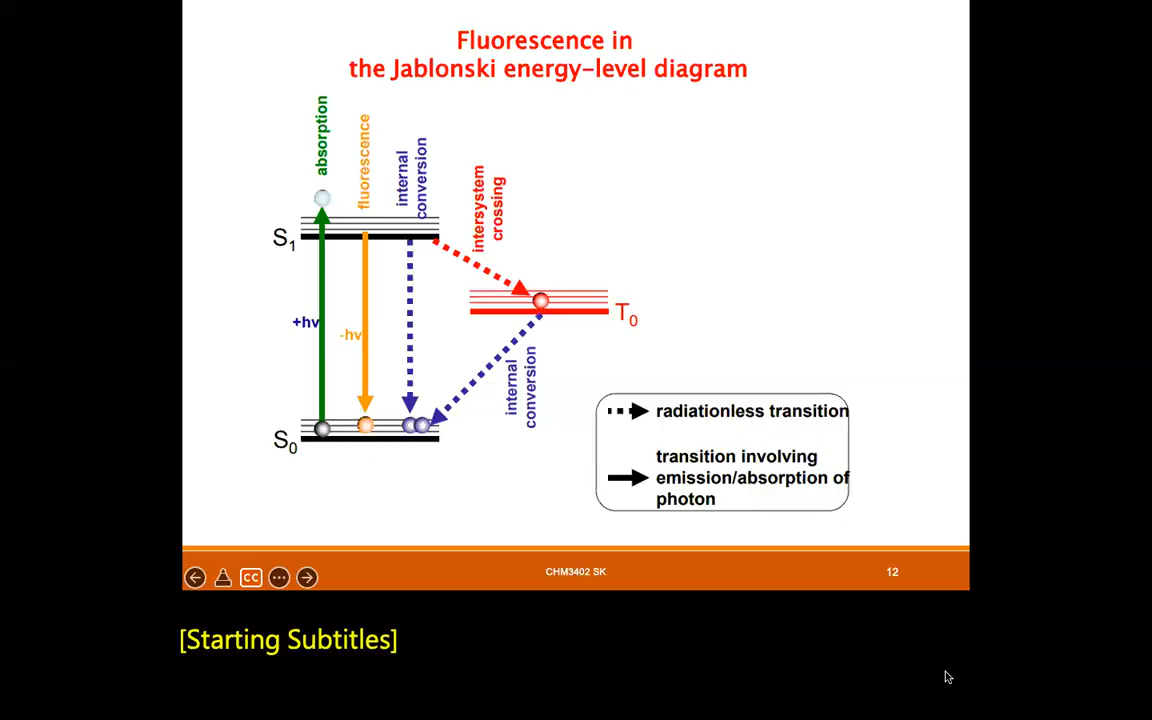 Fluorescence in
the Jablonski energy-level diagram
absorption
fluorescence
internal
conversion
intersystem
crossing
S1
+hv
-hv
T0
internal
conversion
S0
radiationless transition
transition involving
emission/absorption of
photon
CC
CHM3402 SK
12
[Starting Subtitles]